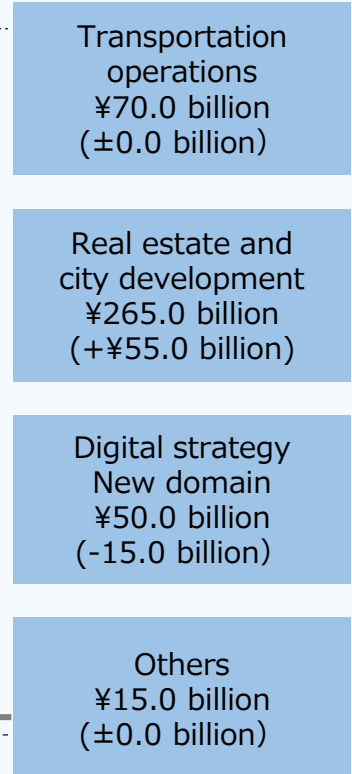 Transportation
operations
¥70.0 billion
(±0.0 billion）
Real estate and
city development
¥265.0 billion
(+¥55.0 billion)
Digital strategy
New domain
¥50.0 billion
(-15.0 billion）
Others
¥15.0 billion
(±0.0 billion）